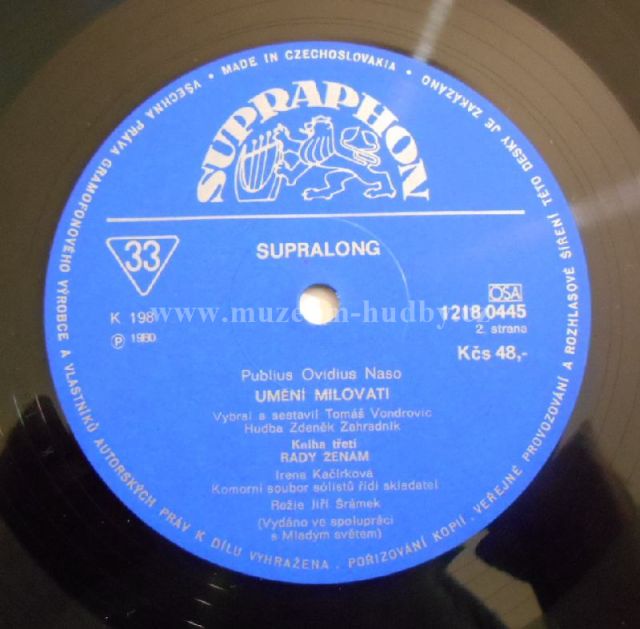 VŠECHNA PRÁVA GRAMOFONOVÉHO VÝROBCE A VLASTNÍKŮ AUTORSKÝCH PRÁV K DÍLU VYHRAŽENA. POŘIZOVÁNÍ KOPIÍ, VEŘEJNÉ PROVOZOVÁNÍ A ROZHLASOVÉ ŠÍŘENÍ TÉTO DESKY JE ZAKÁZÁNO • MADE IN CZECHOSLOVAKIA •
SUPRAPHON
33
SUPRALONG
OSA
K 198
1218 0445
℗ 1980
2. strana
Kčs 48,-
Publius Ovidius Naso
UMĚNÍ MILOVATI
Vybral a sestavil Tomáš Vondrovic
Hudba Zdeněk Zahradník
Kniha třetí
RADY ŽENÁM
Irena Kačírková
Komorní soubor sólistů řídí skladatel
Režie Jiří Šrámek
(Vydáno ve spolupráci
s Mladým světem)